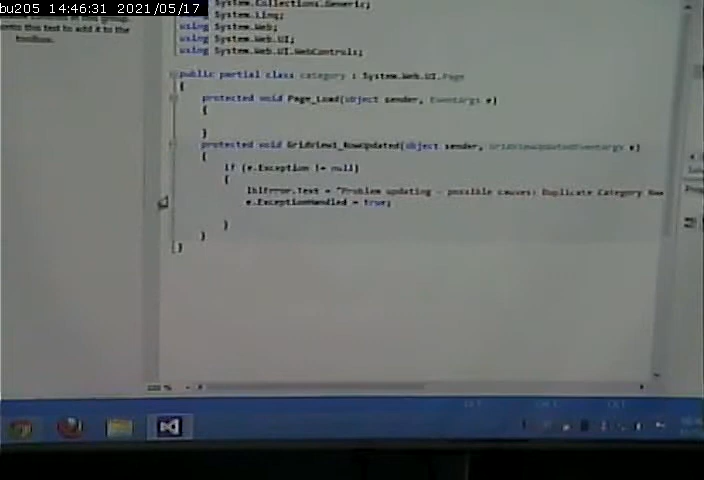 bu205 14:46:31 2021/05/17
onto this text to add it to the
toolbox.
using System.Collections.Generic;
using System.Linq;
using System.Web;
using System.Web.UI;
using System.Web.UI.WebControls;
public partial class category : System.Web.UI.Page
{
protected void Page_Load(object sender, EventArgs e)
{
}
protected void GridView1_RowUpdated(object sender, GridViewUpdatedEventArgs e)
{
if (e.Exception != null)
{
lblError.Text = "Problem updating - possible causes: Duplicate Category
e.ExceptionHandled = true;
}
}
}